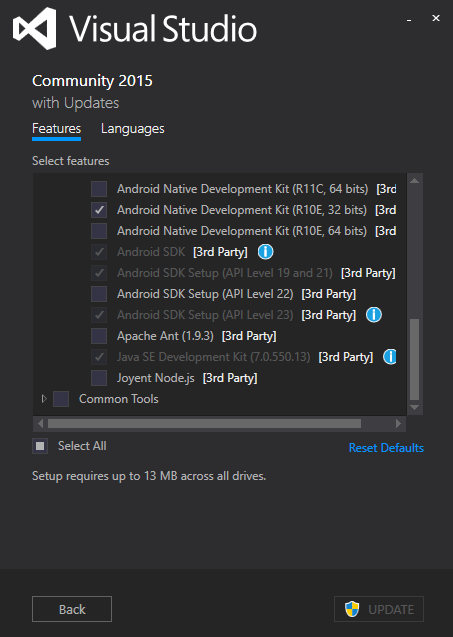 Visual Studio
Community 2015
with Updates
Features Languages
Select features
Android Native Development Kit (R11C, 64 bits) [3rd
Android Native Development Kit (R10E, 32 bits) [3rd
Android Native Development Kit (R10E, 64 bits) [3rd
Android SDK [3rd Party]
Android SDK Setup (API Level 19 and 21) [3rd Party]
Android SDK Setup (API Level 22) [3rd Party]
Android SDK Setup (API Level 23) [3rd Party]
Apache Ant (1.9.3) [3rd Party]
Java SE Development Kit (7.0.550.13) [3rd Party]
Joyent Node.js [3rd Party]
Common Tools
Select All Reset Defaults
Setup requires up to 13 MB across all drives.
Back UPDATE